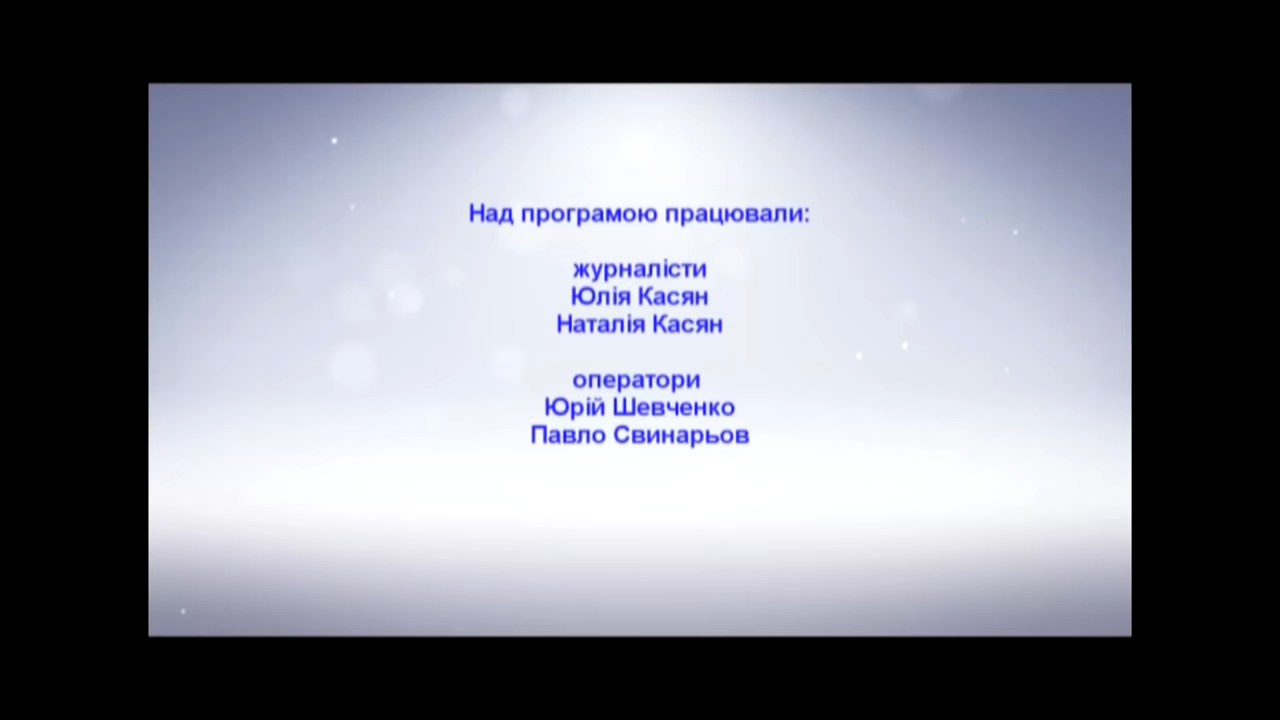 Над програмою працювали:
журналісти
Юлія Касян
Наталія Касян
оператори
Юрій Шевченко
Павло Свинарьов